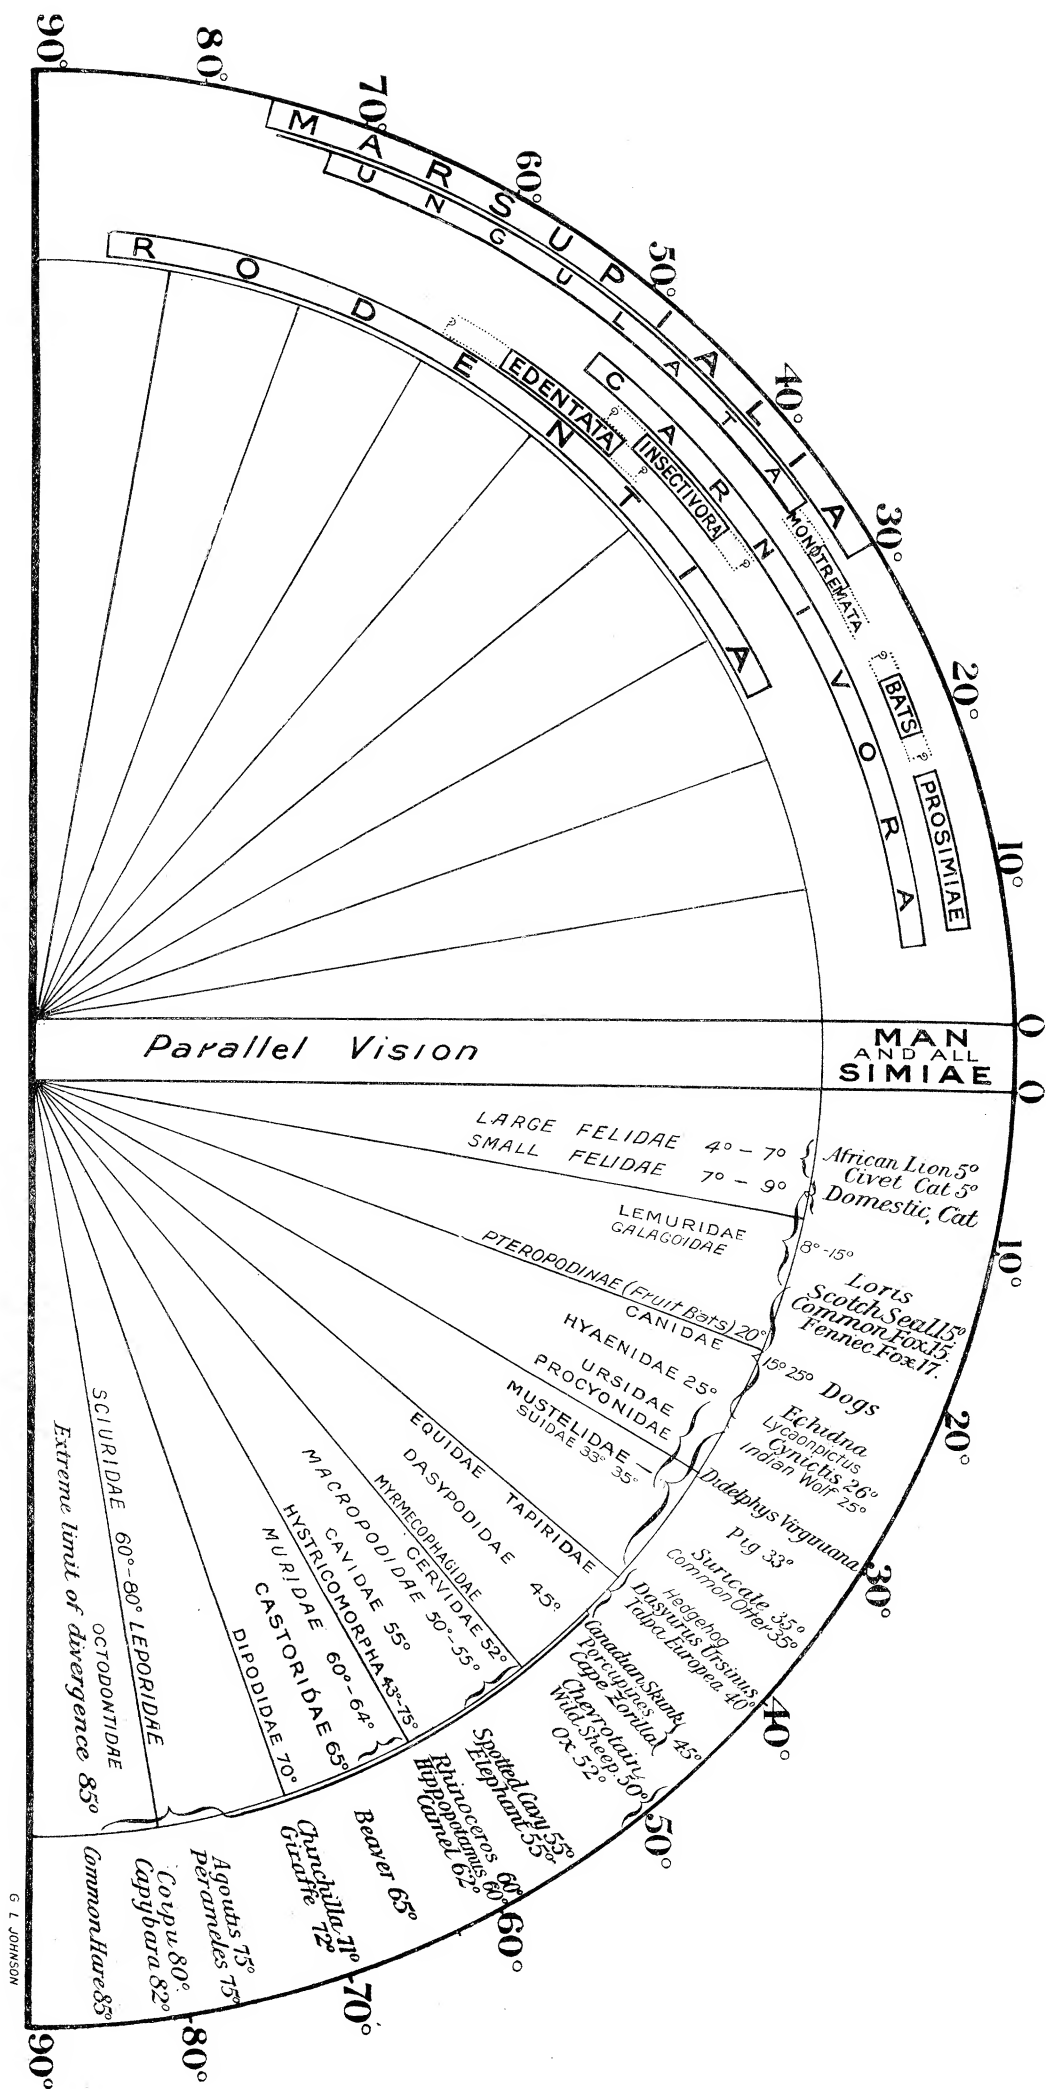 90°
80°
70°
60°
50°
40°
30°
20°
10°
0
0
10°
20°
30°
40°
50°
60°
70°
80°
90°
MARSUPIALIA
UNGULATA
RODENTIA
?
EDENTATA
?
CARNIVORA
?
INSECTIVORA
?
MONOTREMATA
?
BATS
?
PROSIMIAE
Parallel Vision
MAN
AND ALL
SIMIAE
LARGE FELIDAE 4° - 7°
SMALL FELIDAE 7° - 9°
African Lion 5°
Civet Cat 5°
Domestic, Cat
LEMURIDAE
GALAGOIDAE
8°-15°
Loris
Scotch Seal 15°
Common Fox 15.
Fennec Fox 17.
PTEROPODINAE (Fruit Bats) 20°
CANIDAE
15° 25° Dogs
HYAENIDAE 25°
URSIDAE
PROCYONIDAE
Echidna
Lycaonpictus
Cynictis 26°
Indian Wolf 25°
MUSTELIDAE
SUIDAE 33° 35°
Didelphys Virginiana
Pig 33°
Suricale 35°
Common Otter 35°
Hedgehog
Dasyurus Ursinus
Talpa Europea 40°
EQUIDAE TAPIRIDAE
DASYPODIDAE 45°
MYRMECOPHAGIDAE
CERVIDAE 52°
MACROPODIDAE 50°-55°
CAVIDAE 55°
HYSTRICOMORPHA 43°-75°
MURIDAE 60°-64°
CASTORIDAE 65°
DIPODIDAE 70°
Canadian Skunk
Porcupines
Cape Zorilla
45°
Chevrotain
Wild Sheep 50°
Ox 52°
Spotted Cavy 55°
Elephant 55°
Rhinoceros 60°
Hippopotamus 60°
Camel 62°
Beaver 65°
Chinchilla 71°
Giraffe 72°
Agoutis 75°
Perameles 75°
Coypu 80°
Capybara 82°
Common Hare 85°
SCIURIDAE 60°-80° LEPORIDAE
OCTODONTIDAE
Extreme limit of divergence 85°
G L JOHNSON